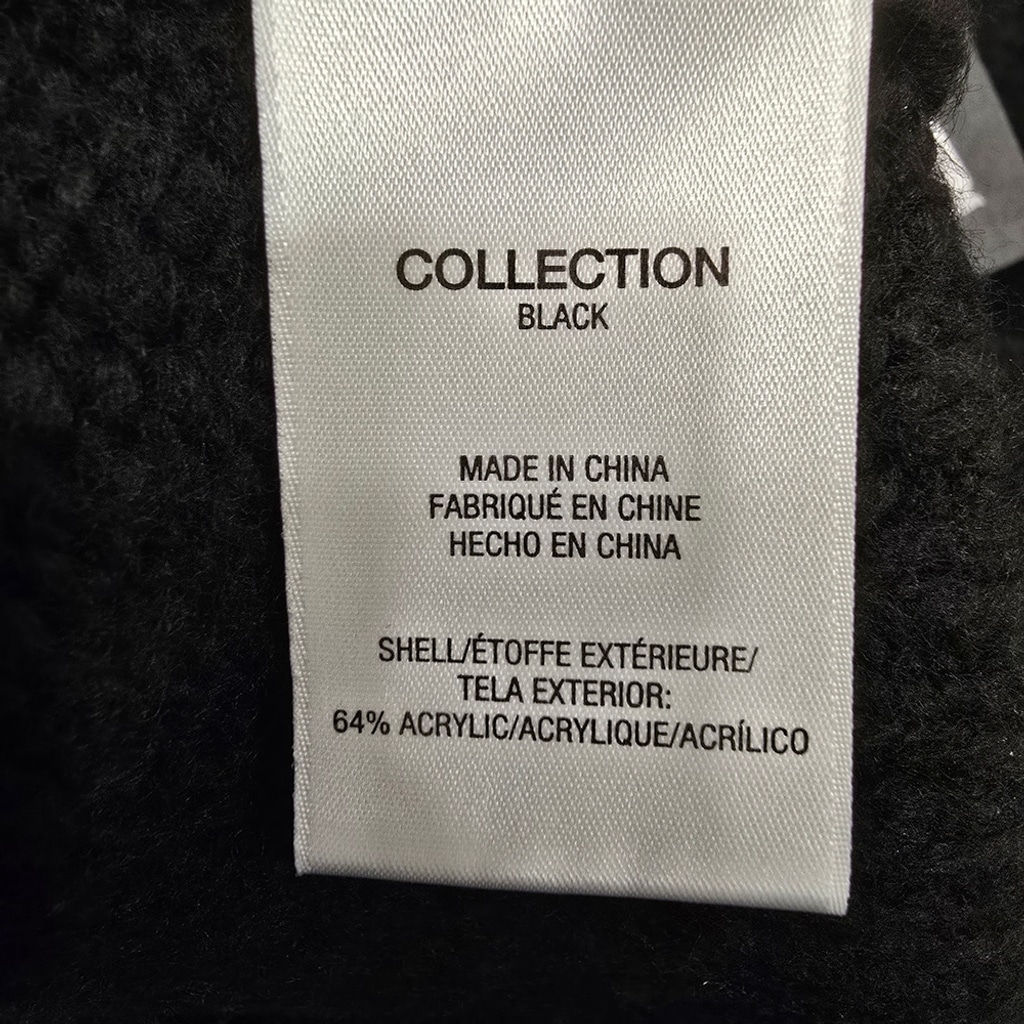 COLLECTION
BLACK
MADE IN CHINA
FABRIQUÉ EN CHINE
HECHO EN CHINA
SHELL/ÉTOFFE EXTÉRIEURE/
TELA EXTERIOR:
64% ACRYLIC/ACRYLIQUE/ACRÍLICO